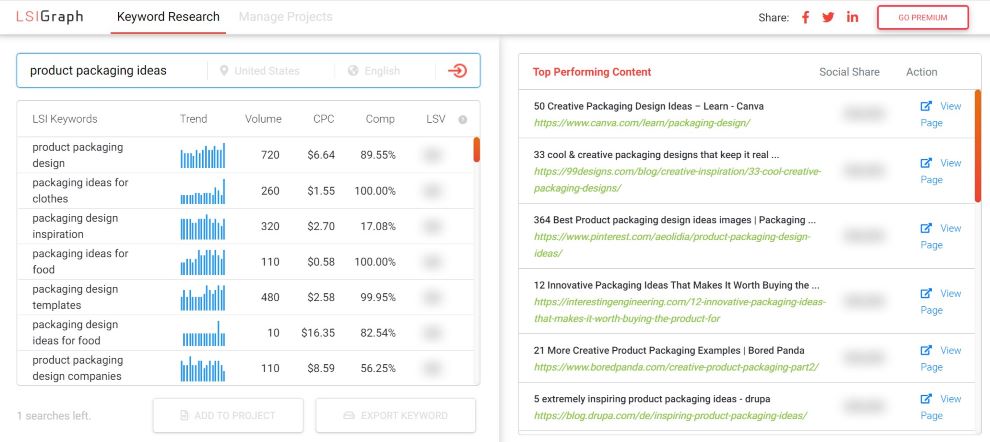 LSIGraph Keyword Research Manage Projects Share: GO PREMIUM
product packaging ideas United States English
LSI Keywords Trend Volume CPC Comp LSV
product packaging
design
720 $6.64 89.55%
packaging ideas for
clothes
260 $1.55 100.00%
packaging design
inspiration
320 $2.70 17.08%
packaging ideas for
food
110 $0.58 100.00%
packaging design
templates
480 $2.58 99.95%
packaging design
ideas for food
10 $16.35 82.54%
product packaging
design companies
110 $8.59 56.25%
1 searches left.
ADD TO PROJECT
EXPORT KEYWORD
Top Performing Content Social Share Action
50 Creative Packaging Design Ideas – Learn - Canva
https://www.canva.com/learn/packaging-design/
View
Page
33 cool & creative packaging designs that keep it real ...
https://99designs.com/blog/creative-inspiration/33-cool-creative-
packaging-designs/
View
Page
364 Best Product packaging design ideas images | Packaging ...
https://www.pinterest.com/aeolidia/product-packaging-design-
ideas/
View
Page
12 Innovative Packaging Ideas That Makes It Worth Buying the ...
https://interestingengineering.com/12-innovative-packaging-ideas-
that-makes-it-worth-buying-the-product-for
View
Page
21 More Creative Product Packaging Examples | Bored Panda
https://www.boredpanda.com/creative-product-packaging-part2/
View
Page
5 extremely inspiring product packaging ideas - drupa
https://blog.drupa.com/de/inspiring-product-packaging-ideas/
View
Page